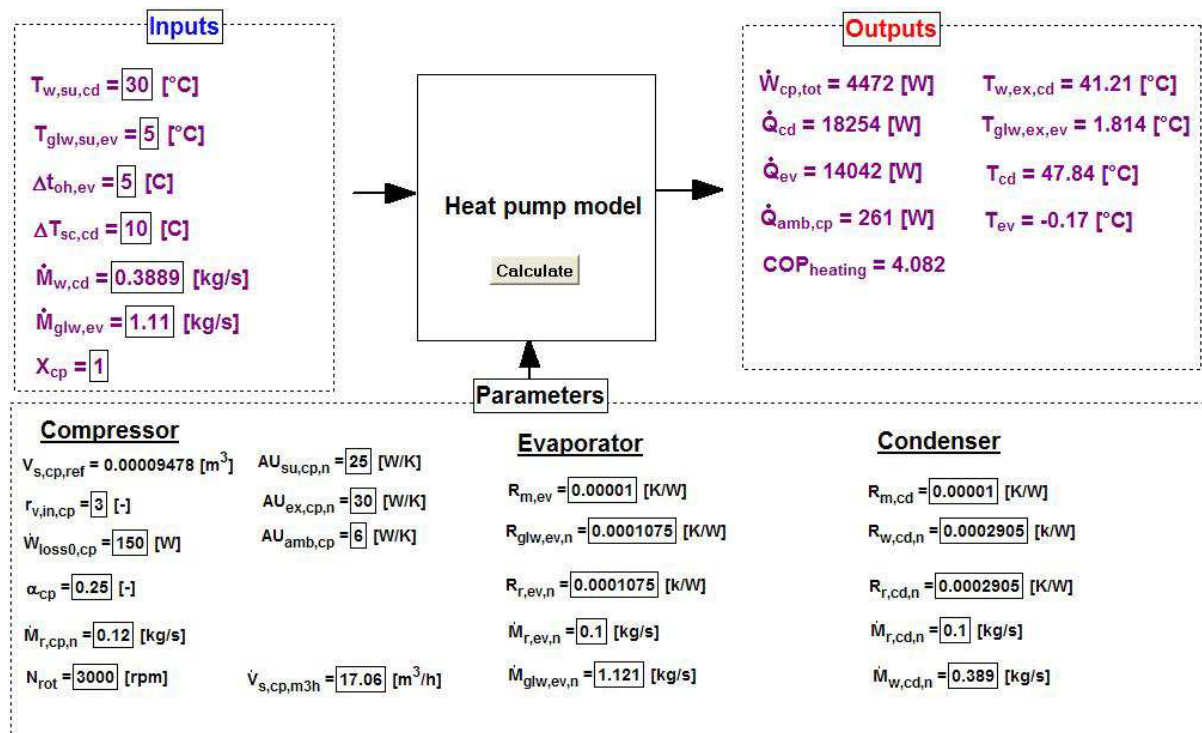 Inputs
T_w,su,cd = 30 [°C]
T_glw,su,ev = 5 [°C]
Δt_oh,ev = 5 [C]
ΔT_sc,cd = 10 [C]
Ṁ_w,cd = 0.3889 [kg/s]
Ṁ_glw,ev = 1.11 [kg/s]
X_cp = 1
Heat pump model
Calculate
Outputs
Ẇ_cp,tot = 4472 [W] T_w,ex,cd = 41.21 [°C]
Q̇_cd = 18254 [W] T_glw,ex,ev = 1.814 [°C]
Q̇_ev = 14042 [W] T_cd = 47.84 [°C]
Q̇_amb,cp = 261 [W] T_ev = -0.17 [°C]
COP_heating = 4.082
Parameters
Compressor
V_s,cp,ref = 0.00009478 [m³] AU_su,cp,n = 25 [W/K]
r_v,in,cp = 3 [-] AU_ex,cp,n = 30 [W/K]
Ẇ_loss0,cp = 150 [W] AU_amb,cp = 6 [W/K]
α_cp = 0.25 [-]
Ṁ_r,cp,n = 0.12 [kg/s]
N_rot = 3000 [rpm] V̇_s,cp,m3h = 17.06 [m³/h]
Evaporator
R_m,ev = 0.00001 [K/W]
R_glw,ev,n = 0.0001075 [K/W]
R_r,ev,n = 0.0001075 [k/W]
Ṁ_r,ev,n = 0.1 [kg/s]
Ṁ_glw,ev,n = 1.121 [kg/s]
Condenser
R_m,cd = 0.00001 [K/W]
R_w,cd,n = 0.0002905 [k/W]
R_r,cd,n = 0.0002905 [K/W]
Ṁ_r,cd,n = 0.1 [kg/s]
Ṁ_w,cd,n = 0.389 [kg/s]